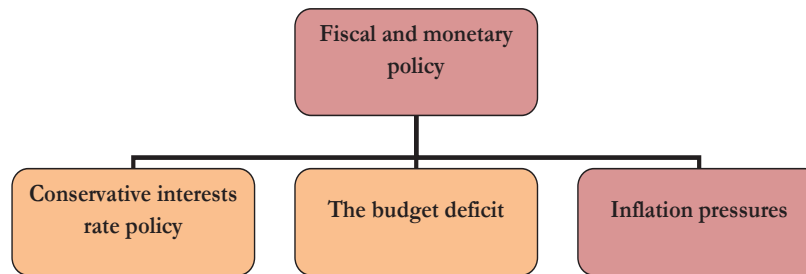 Fiscal and monetary
policy
Conservative interests
rate policy
The budget deficit
Inflation pressures